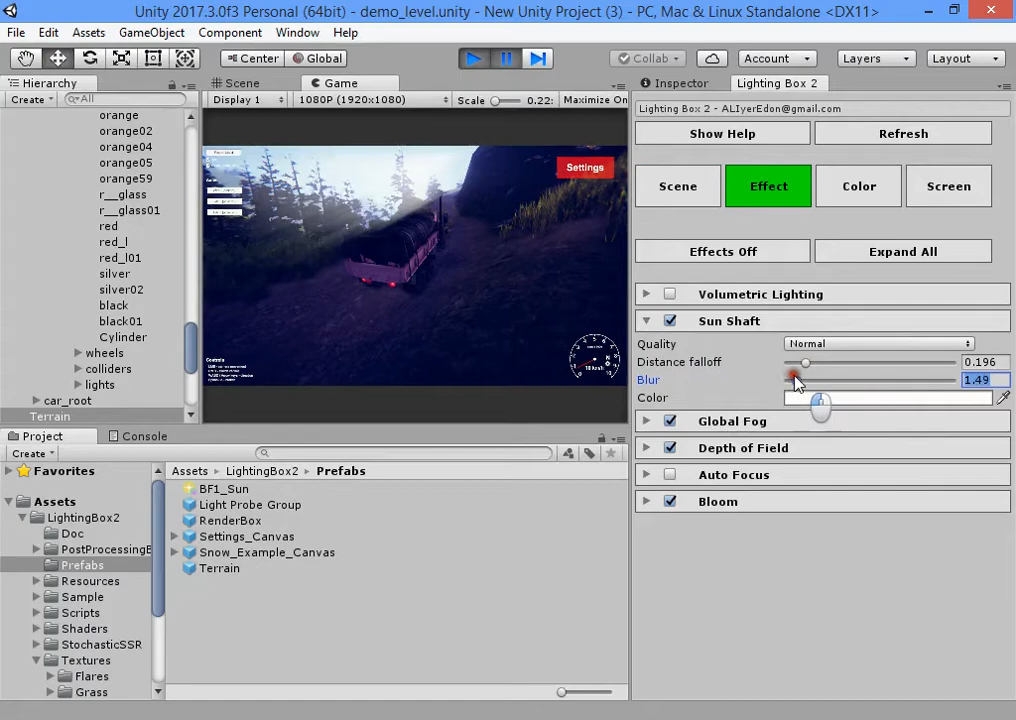 Unity 2017.3.0f3 Personal (64bit) - demo_level.unity - New Unity Project (3) - PC, Mac & Linux Standalone <DX11>
File Edit Assets GameObject Component Window Help
Center Global Collab Account Layers Layout
Hierarchy
Create All
orange
orange02
orange04
orange05
orange59
r__glass
r__glass01
red
red_l
red_l01
silver
silver02
black
black01
Cylinder
wheels
colliders
lights
car_root
Terrain
Scene Game
Display 1 1080P (1920x1080) Scale 0.22: Maximize On
Settings
Controls
Inspector Lighting Box 2
Lighting Box 2 - ALIyerEdon@gmail.com
Show Help Refresh
Scene Effect Color Screen
Effects Off Expand All
Volumetric Lighting
Sun Shaft
Quality Normal
Distance falloff 0.196
Blur 1.49
Color
Global Fog
Depth of Field
Auto Focus
Bloom
Project Console
Create
Favorites
Assets
LightingBox2
Doc
PostProcessingB
Prefabs
Resources
Sample
Scripts
Shaders
StochasticSSR
Textures
Flares
Grass
Assets LightingBox2 Prefabs
BF1_Sun
Light Probe Group
RenderBox
Settings_Canvas
Snow_Example_Canvas
Terrain